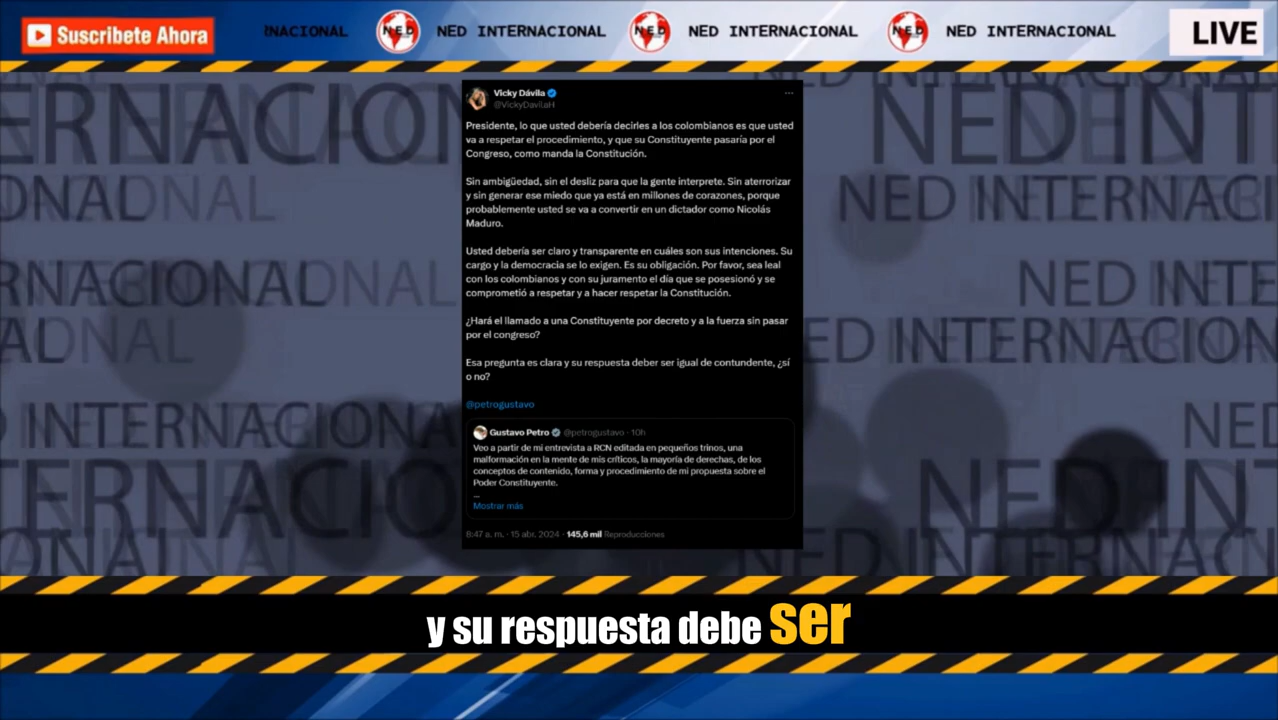 Suscribete Ahora
NACIONAL NED NED INTERNACIONAL NED NED INTERNACIONAL NED NED INTERNACIONAL
LIVE
Vicky Dávila
@VickyDavilaH
Presidente, lo que usted debería decirles a los colombianos es que usted
va a respetar el procedimiento, y que su Constituyente pasaría por el
Congreso, como manda la Constitución.
Sin ambigüedad, sin el desliz para que la gente interprete. Sin aterrorizar
y sin generar ese miedo que ya está en millones de corazones, porque
probablemente usted se va a convertir en un dictador como Nicolás
Maduro.
Usted debería ser claro y transparente en cuáles son sus intenciones. Su
cargo y la democracia se lo exigen. Es su obligación. Por favor, sea leal
con los colombianos y con su juramento el día que se posesionó y se
comprometió a respetar y a hacer respetar la Constitución.
¿Hará el llamado a una Constituyente por decreto y a la fuerza sin pasar
por el congreso?
Esa pregunta es clara y su respuesta deber ser igual de contundente, ¿sí
o no?
@petrogustavo
Gustavo Petro @petrogustavo · 10h
Veo a partir de mi entrevista a RCN editada en pequeños trinos, una
malformación en la mente de mis críticos, la mayoría de derechas, de los
conceptos de contenido, forma y procedimiento de mi propuesta sobre el
Poder Constituyente.
...
Mostrar más
8:47 a. m. · 15 abr. 2024 · 145,6 mil Reproducciones
y su respuesta debe ser